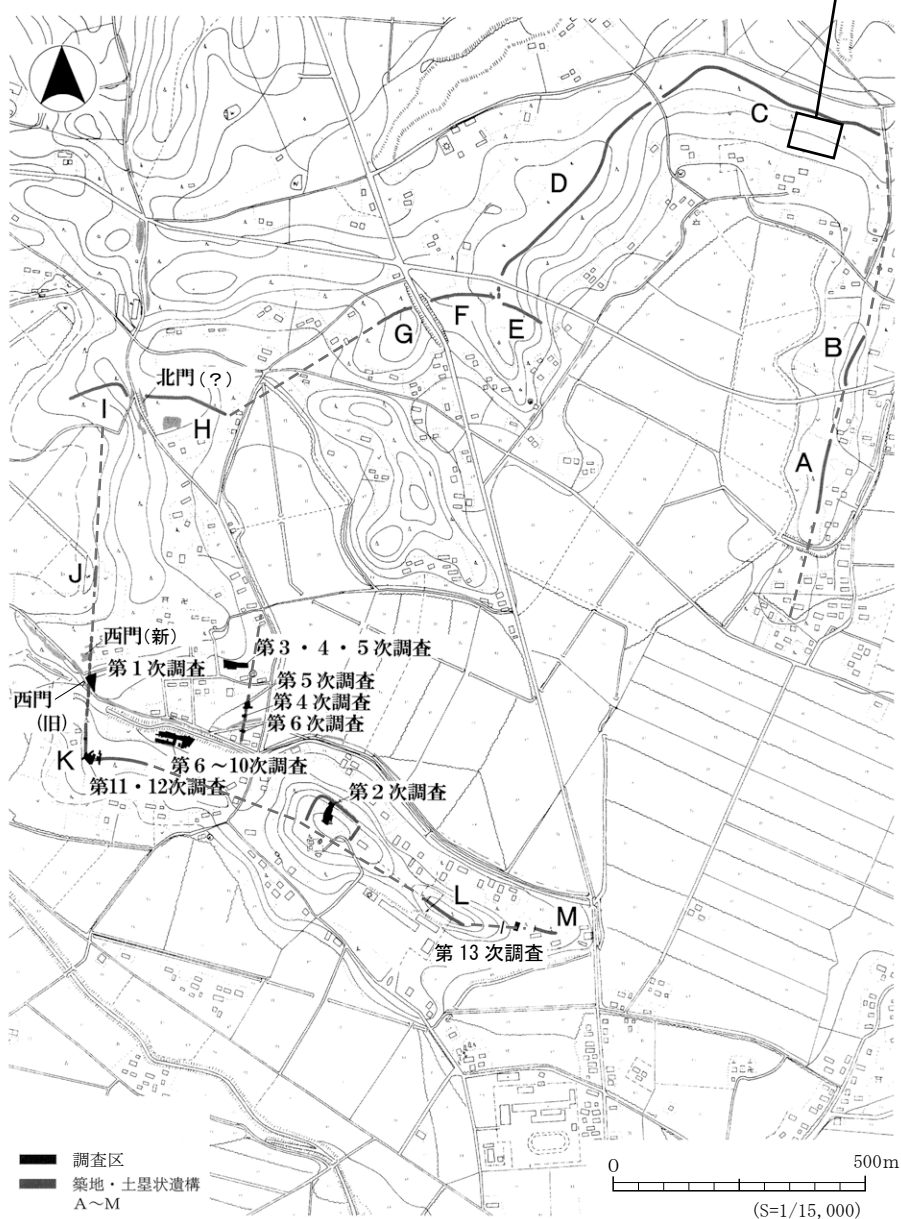 C
D
B
G
F
E
北門(?)
I
H
A
J
西門(新)
第3・4・5次調査
第1次調査
第5次調査
西門
(旧)
第4次調査
第6次調査
K
第6〜10次調査
第11・12次調査
第2次調査
L
M
第13次調査
調査区
築地・土塁状遺構
A〜M
0
500m
(S=1/15,000)